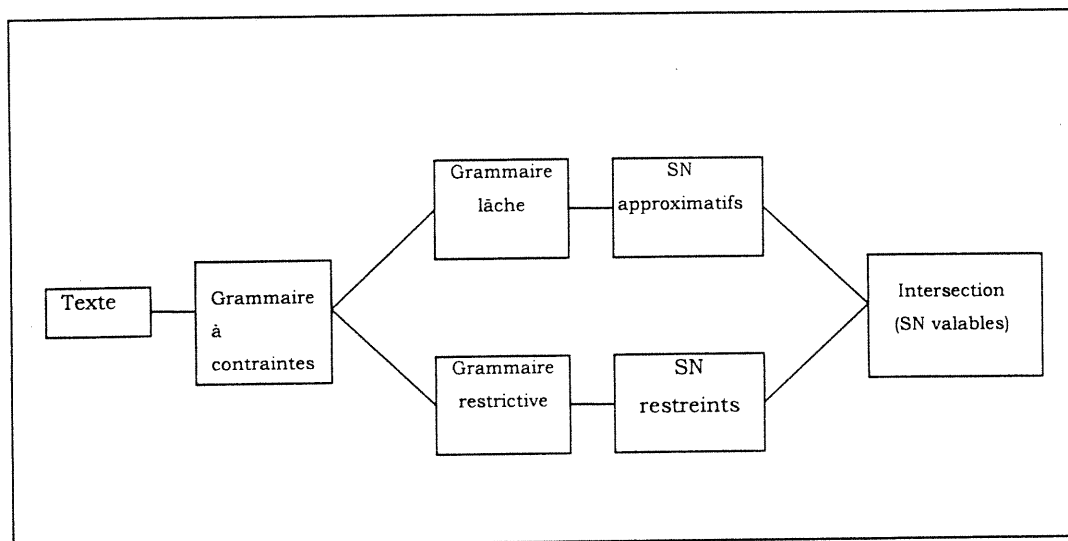 Texte
Grammaire
à
contraintes
Grammaire
lâche
SN
approximatifs
Grammaire
restrictive
SN
restreints
Intersection
(SN valables)